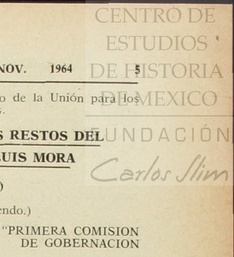 CENTRO DE
ESTUDIOS
DE HISTORIA
DE MEXICO
FUNDACIÓN
Carlos Slim
NOV. 1964 5
o de la Unión para los
s.
S RESTOS DEL
LUIS MORA
)
endo.)
"PRIMERA COMISION
DE GOBERNACION